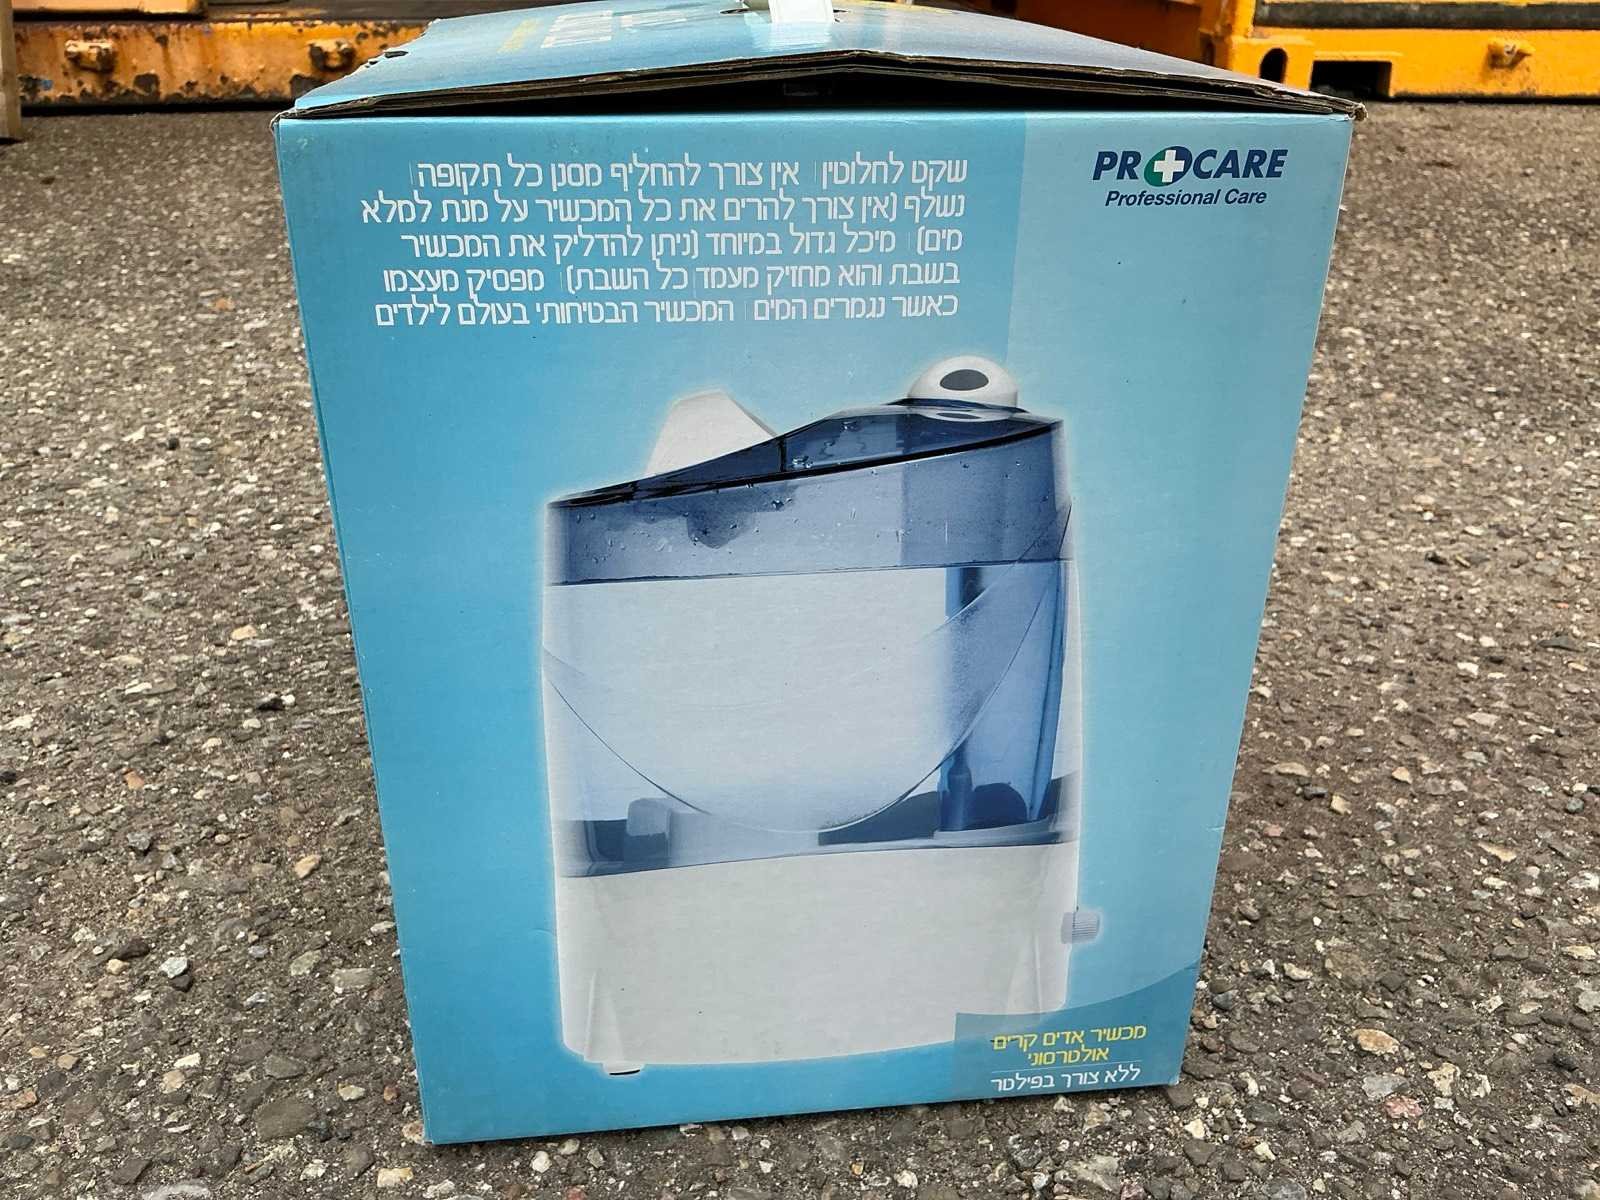 PROCARE
Professional Care
שקט לחלוטין | אין צורך להחליף מסנן כל תקופה |
נשלף (אין צורך להרים את כל המכשיר על מנת למלא
מים) | מיכל גדול במיוחד (ניתן להדליק את המכשיר
בשבת והוא מחזיק מעמד כל השבת) | מפסיק מעצמו
כאשר נגמרים המים | המכשיר הבטיחותי בעולם לילדים
מכשיר אדים קרים
אולטרסוני
ללא צורך בפילטר